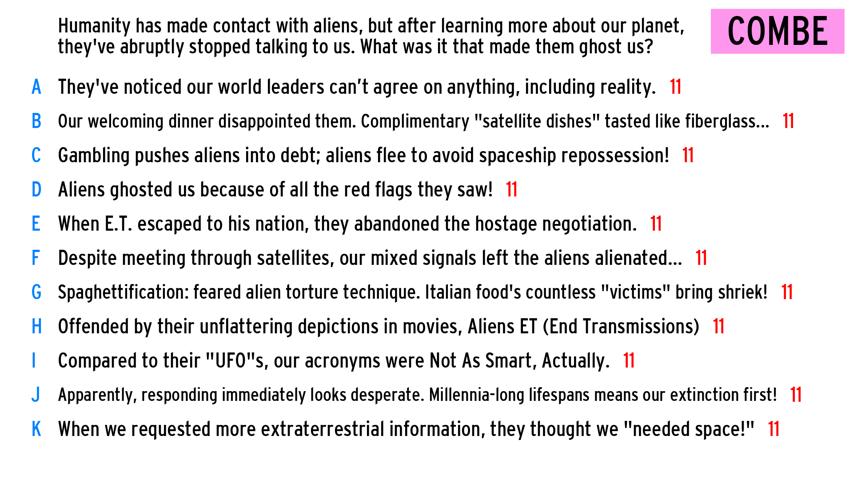 Humanity has made contact with aliens, but after learning more about our planet,
they've abruptly stopped talking to us. What was it that made them ghost us?
COMBE
A They've noticed our world leaders can't agree on anything, including reality. 11
B Our welcoming dinner disappointed them. Complimentary "satellite dishes" tasted like fiberglass... 11
C Gambling pushes aliens into debt; aliens flee to avoid spaceship repossession! 11
D Aliens ghosted us because of all the red flags they saw! 11
E When E.T. escaped to his nation, they abandoned the hostage negotiation. 11
F Despite meeting through satellites, our mixed signals left the aliens alienated... 11
G Spaghettification: feared alien torture technique. Italian food's countless "victims" bring shriek! 11
H Offended by their unflattering depictions in movies, Aliens ET (End Transmissions) 11
I Compared to their "UFO"s, our acronyms were Not As Smart, Actually. 11
J Apparently, responding immediately looks desperate. Millennia-long lifespans means our extinction first! 11
K When we requested more extraterrestrial information, they thought we "needed space!" 11